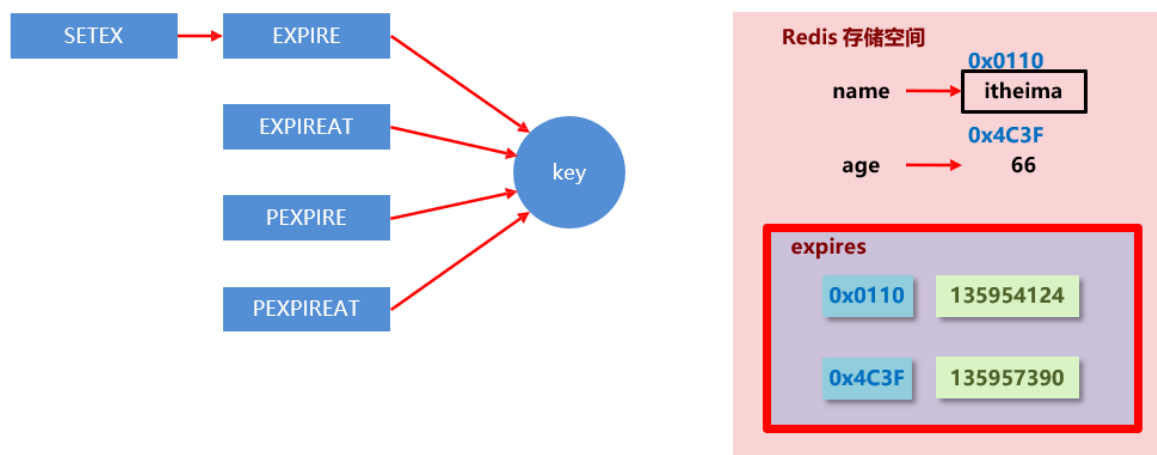 SETEX
EXPIRE
EXPIREAT
PEXPIRE
PEXPIREAT
key
Redis 存储空间
0x0110
name
itheima
0x4C3F
age
66
expires
0x0110 135954124
0x4C3F 135957390